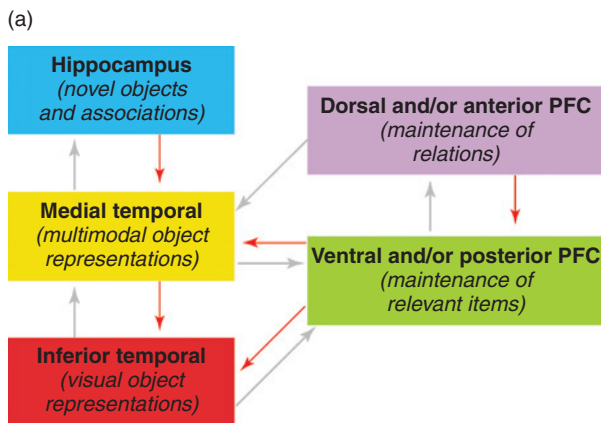 (a)
Hippocampus
(novel objects
and associations)
Dorsal and/or anterior PFC
(maintenance of
relations)
Medial temporal
(multimodal object
representations)
Ventral and/or posterior PFC
(maintenance of
relevant items)
Inferior temporal
(visual object
representations)